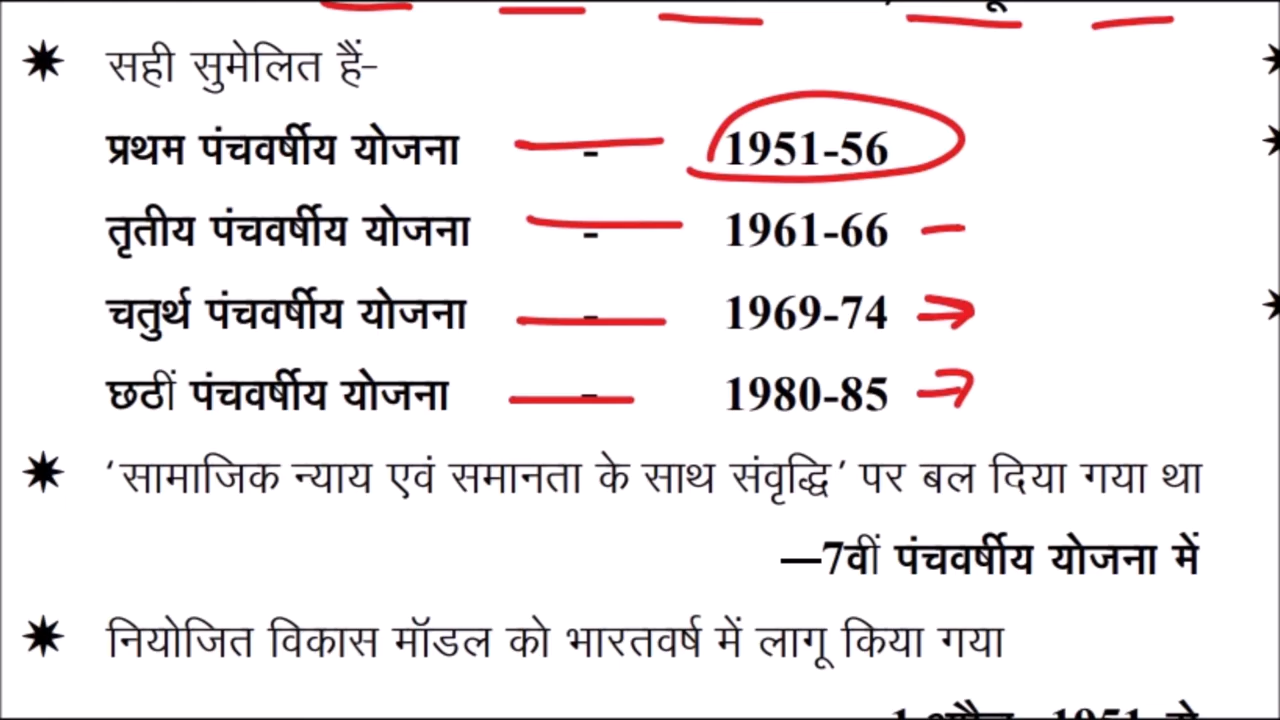 सही सुमेलित हैं–
प्रथम पंचवर्षीय योजना - 1951-56
तृतीय पंचवर्षीय योजना - 1961-66
चतुर्थ पंचवर्षीय योजना - 1969-74
छठीं पंचवर्षीय योजना - 1980-85
‘सामाजिक न्याय एवं समानता के साथ संवृद्धि’ पर बल दिया गया था
—7वीं पंचवर्षीय योजना में
नियोजित विकास मॉडल को भारतवर्ष में लागू किया गया